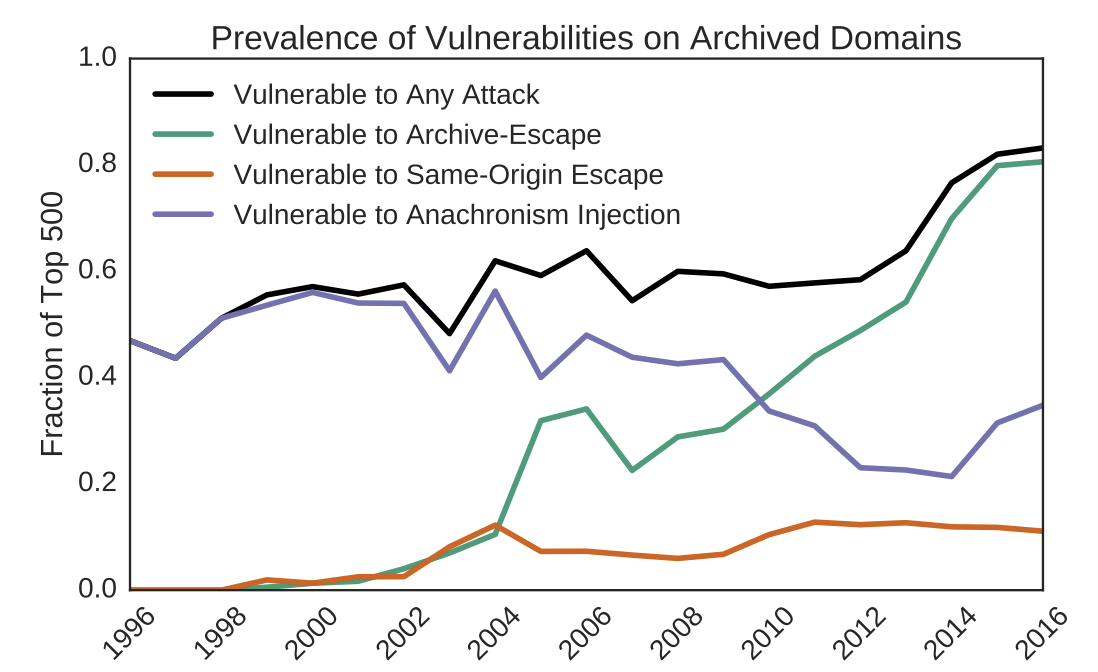 Prevalence of Vulnerabilities on Archived Domains
1.0
Vulnerable to Any Attack
Vulnerable to Archive-Escape
0.8
Vulnerable to Same-Origin Escape
Vulnerable to Anachronism Injection
Fraction of Top 500
0.6
0.4
0.2
0.0
1996
1998
2000
2002
2004
2006
2008
2010
2012
2014
2016